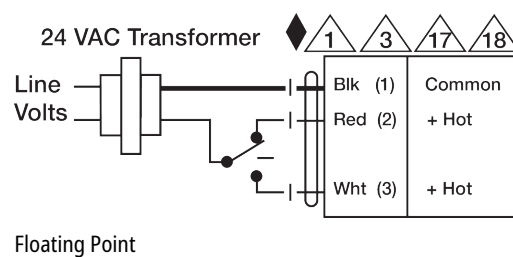 24 VAC Transformer
1 3 17 18
Line
Volts
Blk (1) Common
Red (2) + Hot
Wht (3) + Hot
Floating Point